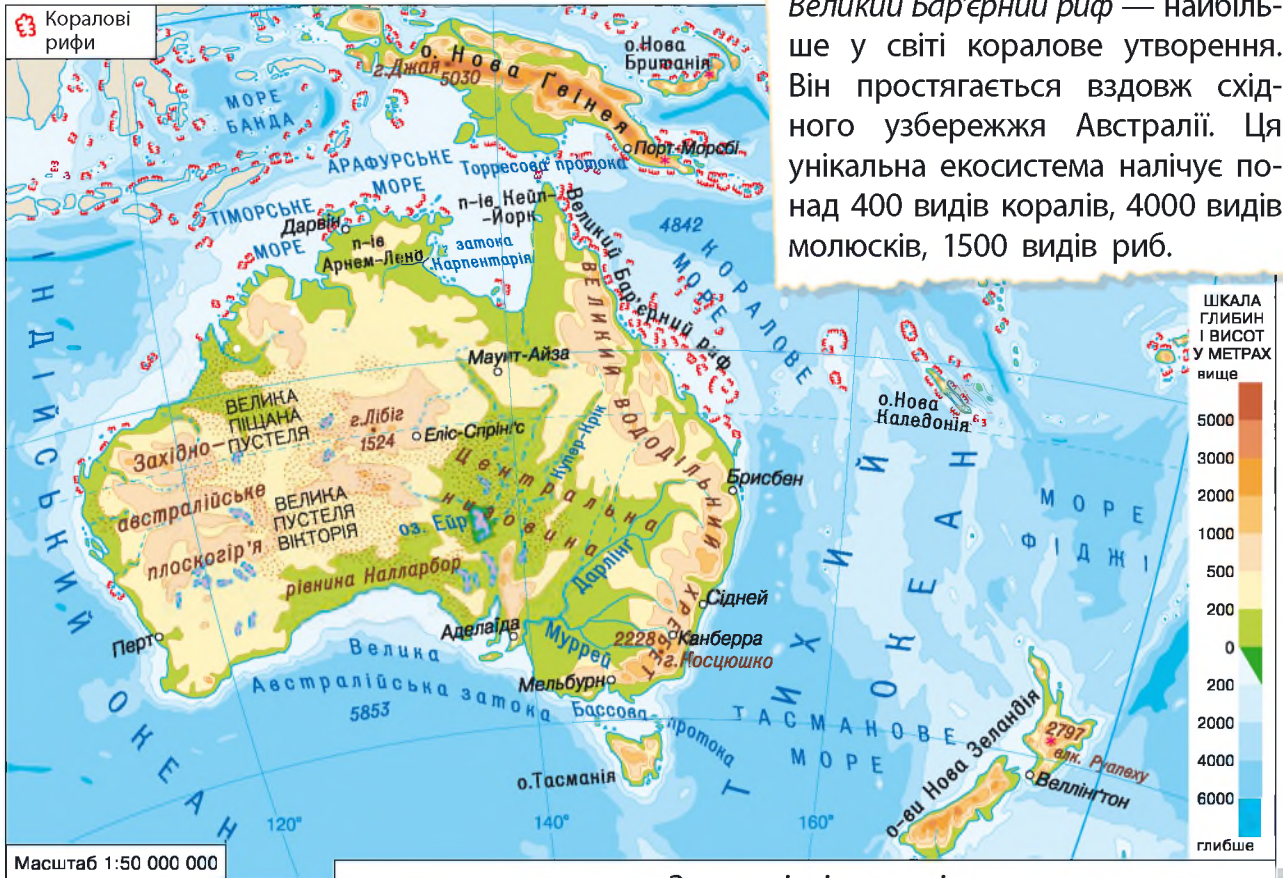 Коралові
рифи
Великий Бар'єрний риф — найбіль-
ше у світі коралове утворення.
Він простягається вздовж схід-
ного узбережжя Австралії. Ця
унікальна екосистема налічує по-
над 400 видів коралів, 4000 видів
молюсків, 1500 видів риб.
о. Нова Гвінея
г.Джая 5030
о.Нова
Британія
МОРЕ
БАНДА
Порт-Морсбі
АРАФУРСЬКЕ
МОРЕ
Торресова протока
ТІМОРСЬКЕ
МОРЕ
Дарвін
п-ів Кейп-
-Йорк
п-ів
Арнем-Ленд
затока
Карпентарія
Великий Бар'єрний риф
4842
КОРАЛОВЕ
МОРЕ
ІНДІЙСЬКИЙ
ОКЕАН
ВЕЛИКИЙ ВОДОДІЛЬНИЙ ХРЕБЕТ
Маунт-Айза
о.Нова
Каледонія
ВЕЛИКА
ПІЩАНА
ПУСТЕЛЯ
г.Лібіг
1524
Еліс-Спрінґс
Купер-Крік
Західно-
австралійське
плоскогір'я
Центральна
низовина
Брисбен
ВЕЛИКА
ПУСТЕЛЯ
ВІКТОРІЯ
оз. Ейр
МОРЕ
ФІДЖІ
рівнина Налларбор
Дарлінг
ТИХИЙ
ОКЕАН
Сідней
Перт
Аделаїда
Муррей
2228
Канберра
г.Косцюшко
Велика
Австралійська затока
5853
Мельбурн
Бассова протока
ТАСМАНОВЕ
МОРЕ
о-ви Нова Зеландія
2797
влк. Руапеху
Веллінґтон
о.Тасманія
120°
140°
160°
Масштаб 1:50 000 000
ШКАЛА
ГЛИБИН
І ВИСОТ
У МЕТРАХ
вище
5000
3000
2000
1000
500
200
0
200
2000
4000
6000
глибше